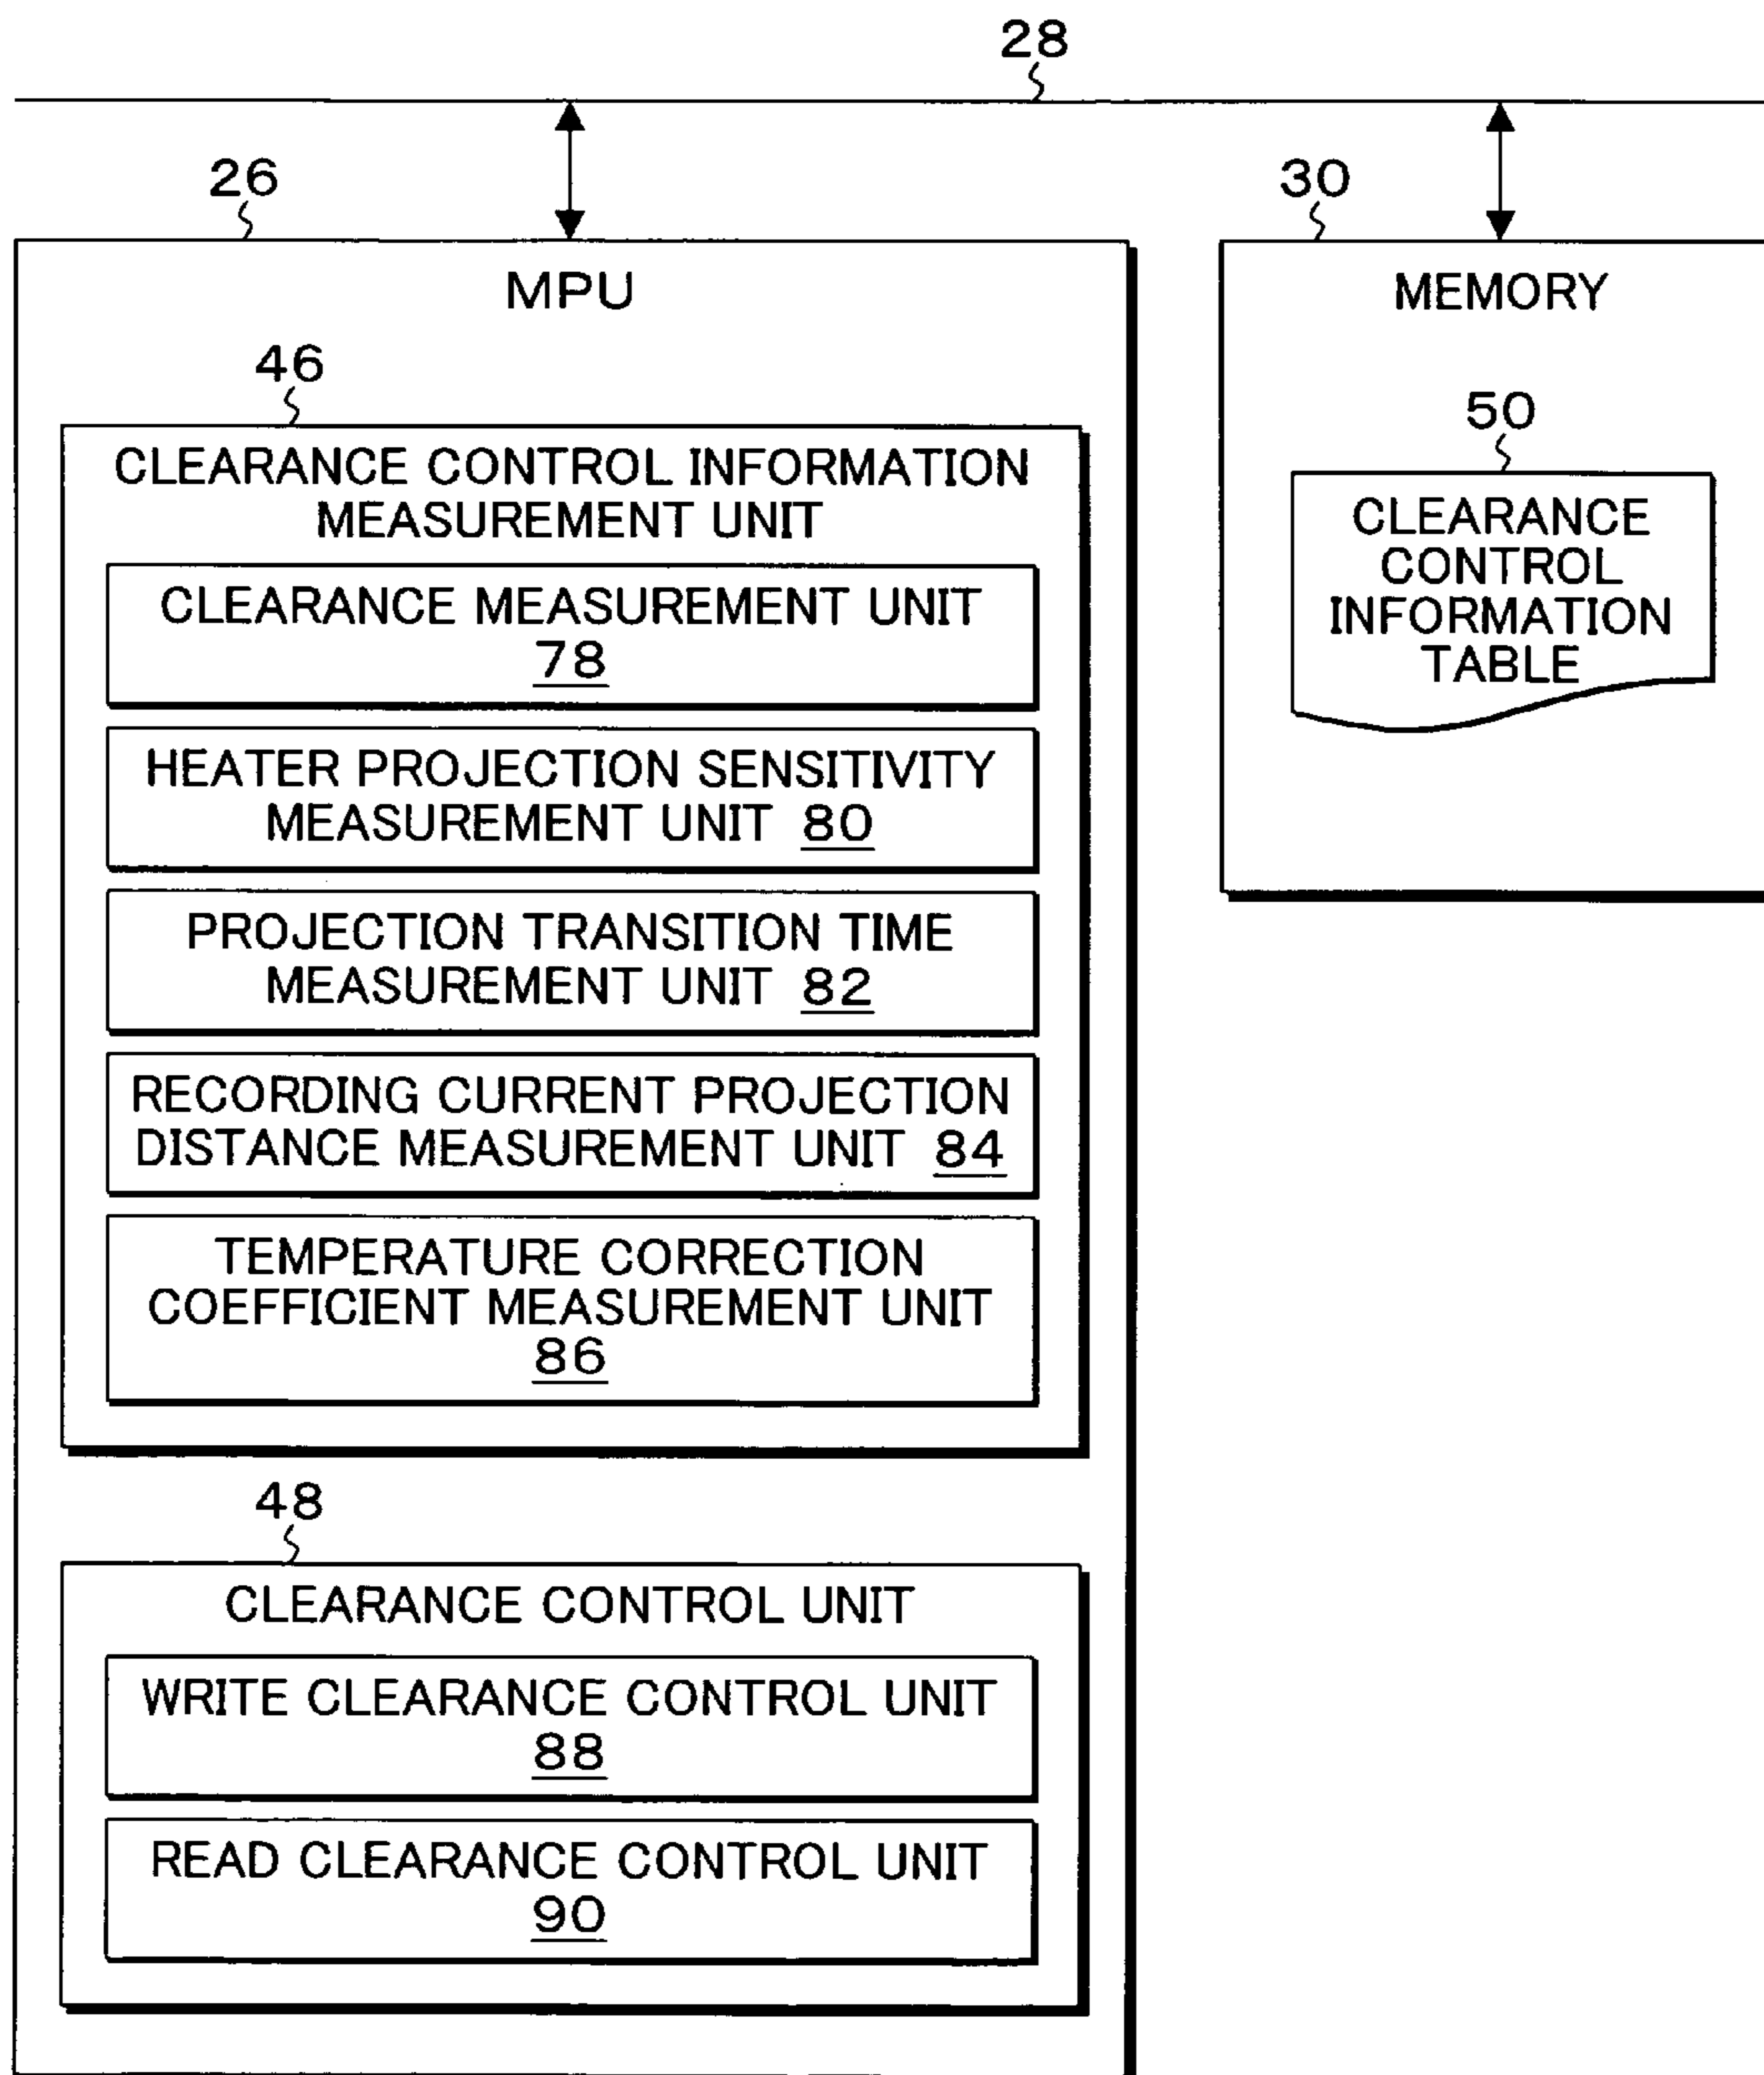 28
26
30
MPU
MEMORY
46
CLEARANCE CONTROL INFORMATION
MEASUREMENT UNIT
CLEARANCE MEASUREMENT UNIT
78
HEATER PROJECTION SENSITIVITY
MEASUREMENT UNIT 80
PROJECTION TRANSITION TIME
MEASUREMENT UNIT 82
RECORDING CURRENT PROJECTION
DISTANCE MEASUREMENT UNIT 84
TEMPERATURE CORRECTION
COEFFICIENT MEASUREMENT UNIT
86
50
CLEARANCE
CONTROL
INFORMATION
TABLE
48
CLEARANCE CONTROL UNIT
WRITE CLEARANCE CONTROL UNIT
88
READ CLEARANCE CONTROL UNIT
90